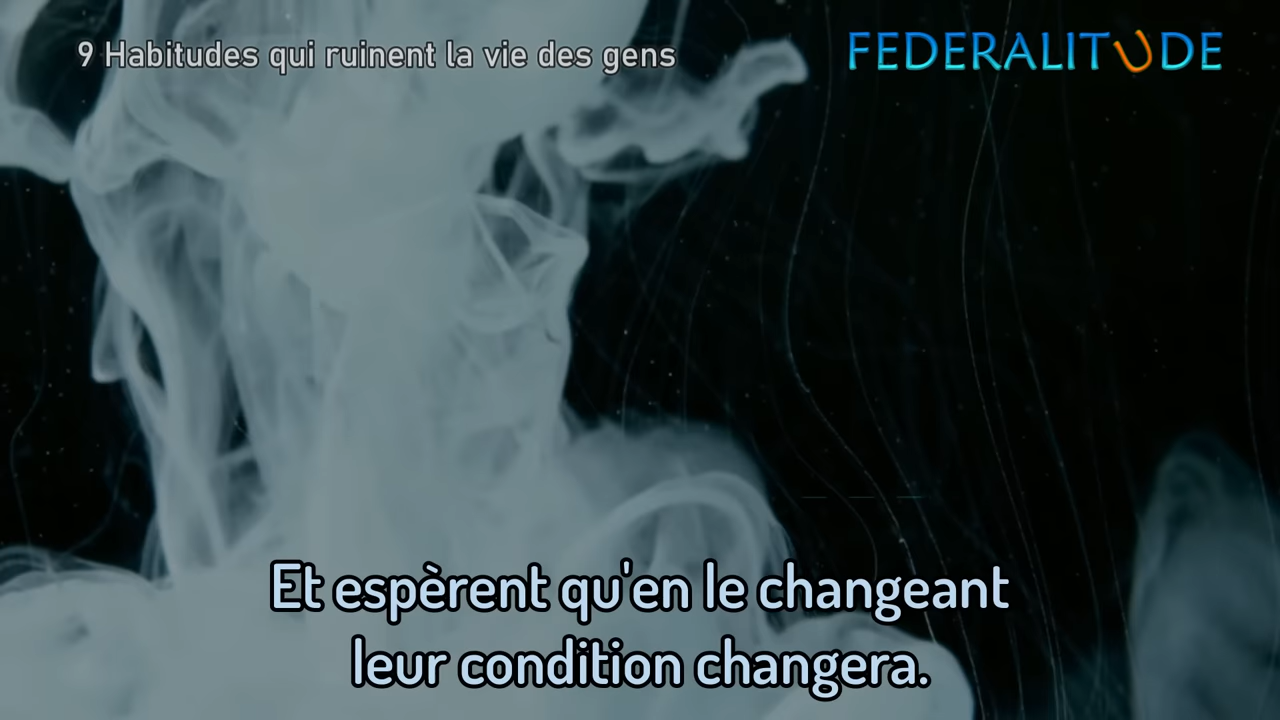 9 Habitudes qui ruinent la vie des gens
FEDERALITUDE
Et espèrent qu'en le changeant
leur condition changera.